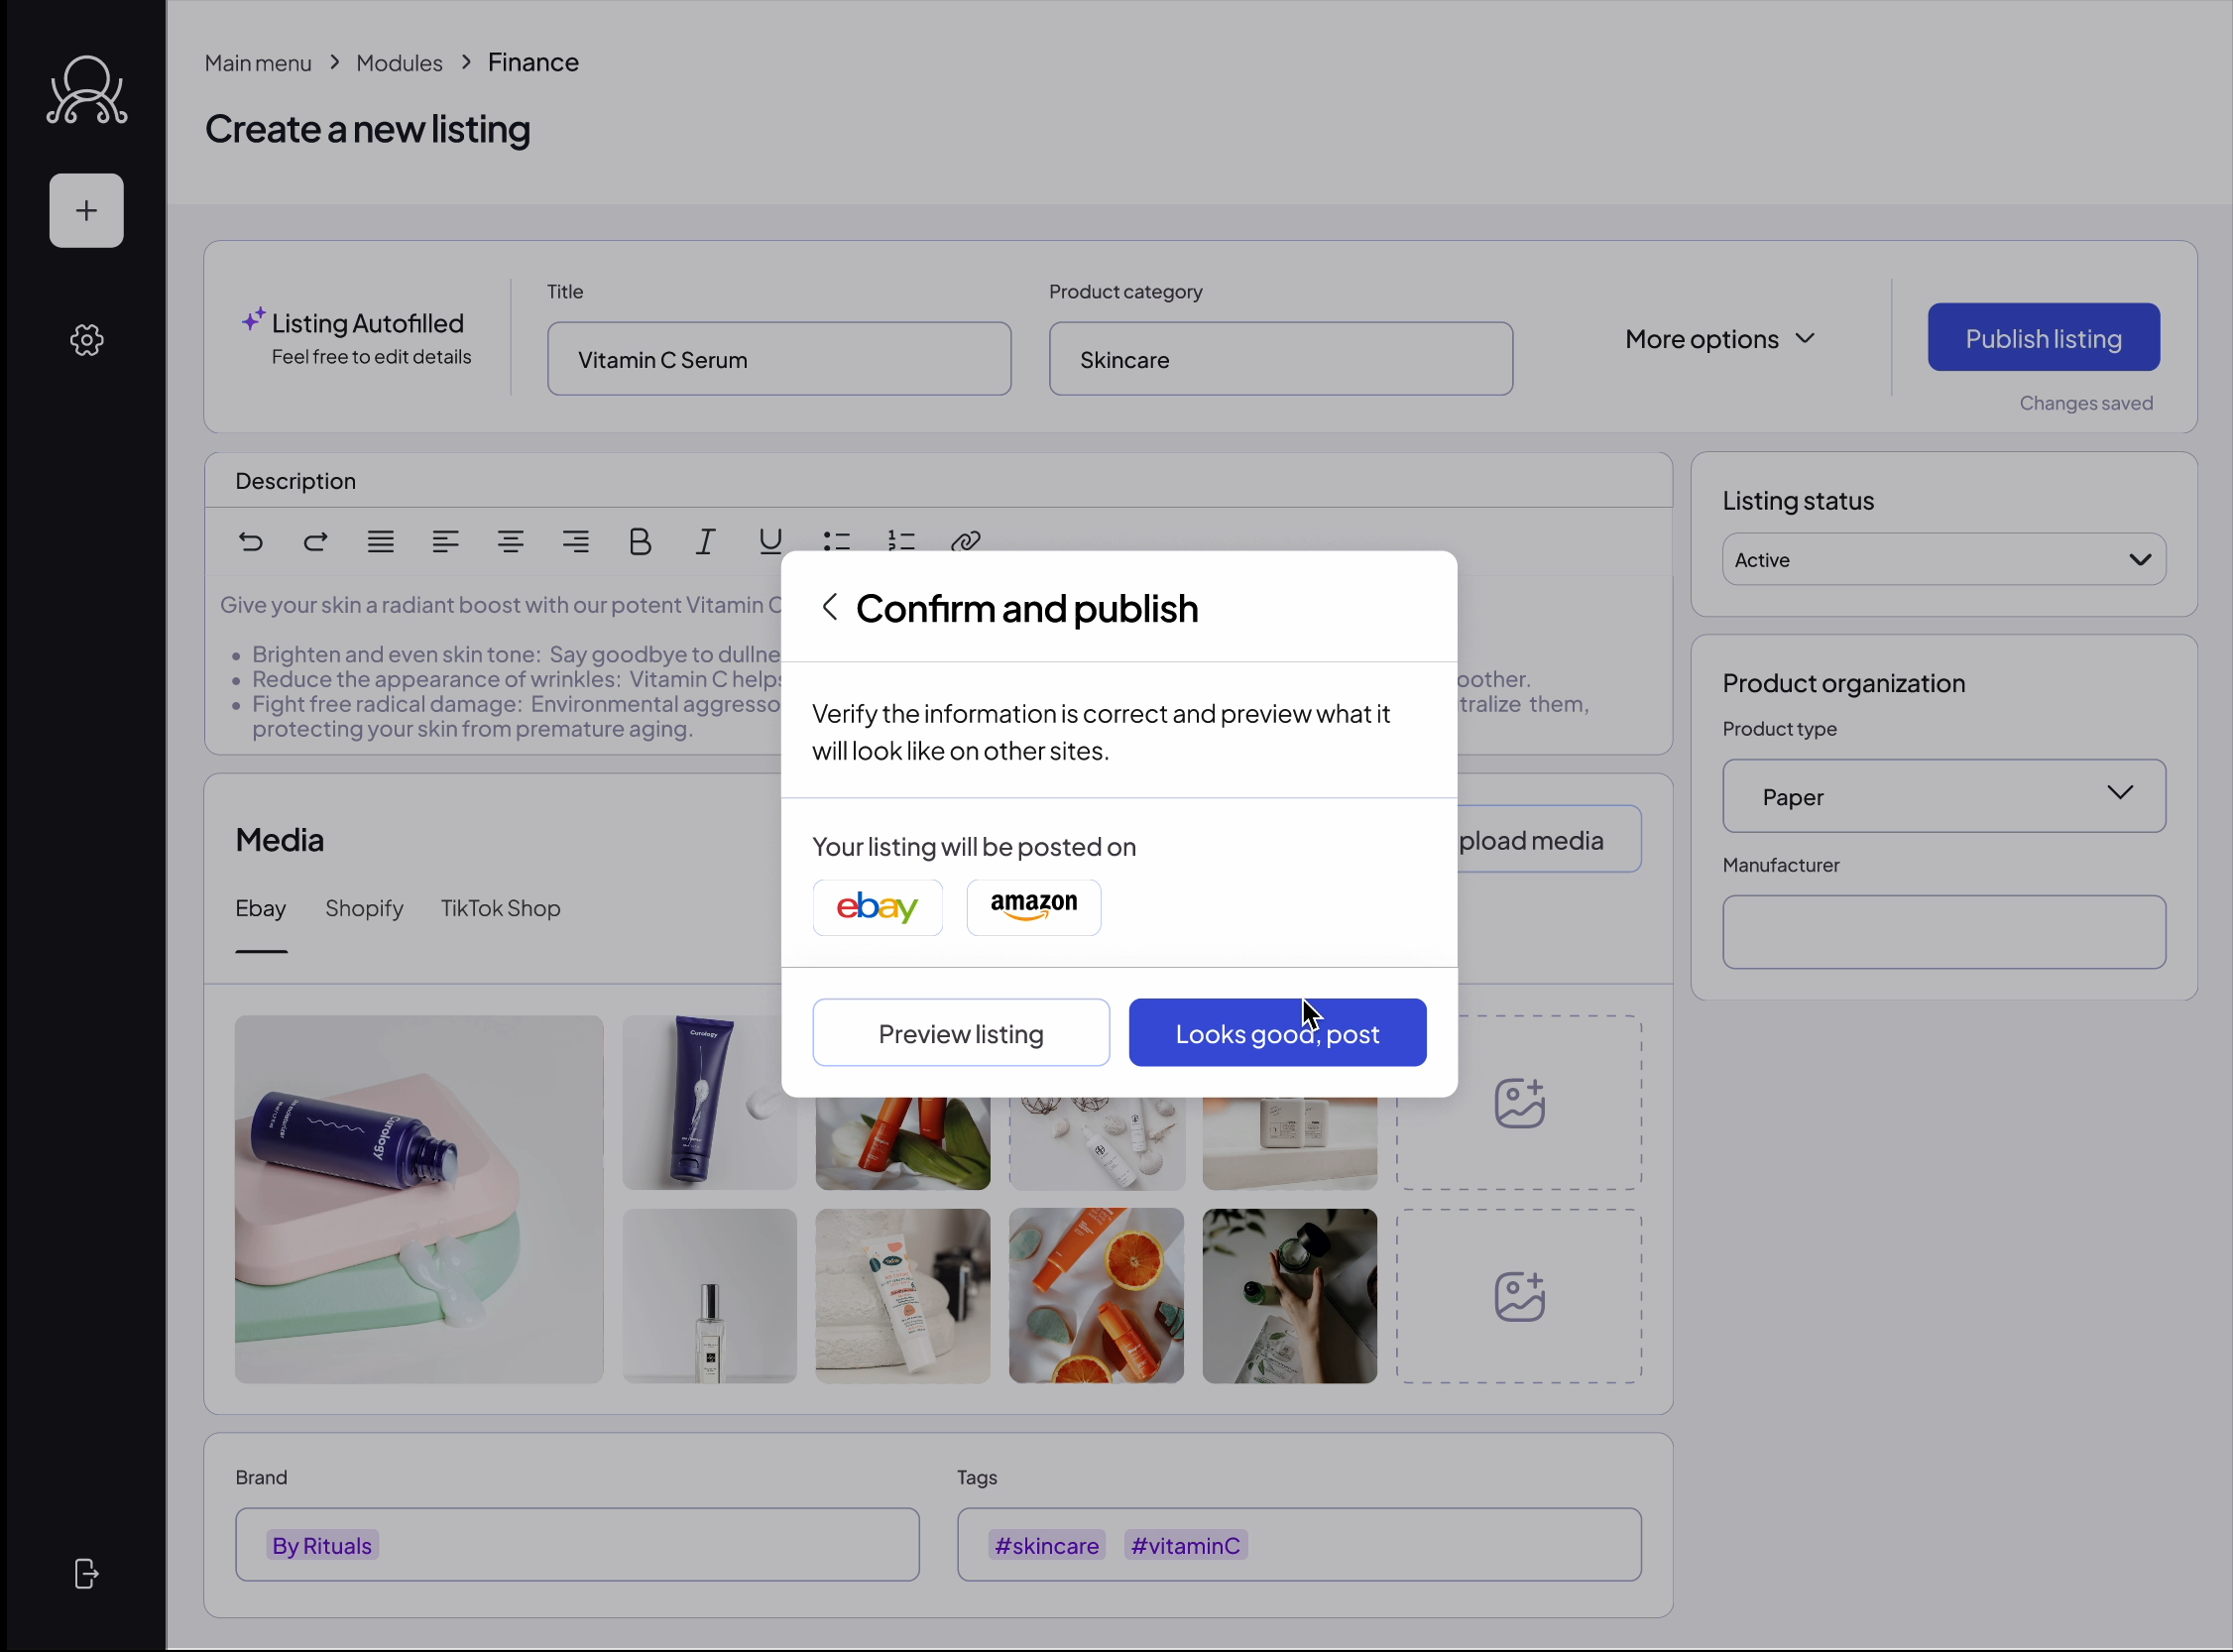 Main menu > Modules > Finance
Create a new listing
Listing Autofilled
Feel free to edit details
Title
Vitamin C Serum
Product category
Skincare
More options
Publish listing
Changes saved
Description
Give your skin a radiant boost with our potent Vitamin C
Brighten and even skin tone: Say goodbye to dullne
Reduce the appearance of wrinkles: Vitamin C helps
oother.
Fight free radical damage: Environmental aggresso
tralize them,
protecting your skin from premature aging.
Listing status
Active
Product organization
Product type
Paper
Manufacturer
Confirm and publish
Verify the information is correct and preview what it
will look like on other sites.
Your listing will be posted on
ebay
amazon
Preview listing
Looks good, post
Media
pload media
Ebay
Shopify
TikTok Shop
Curology
Curology
Brand
By Rituals
Tags
#skincare #vitaminC